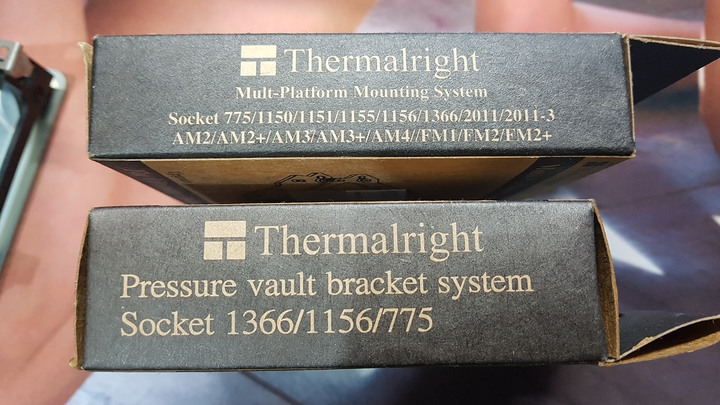 Thermalright
Mult-Platform Mounting System
Socket 775/1150/1151/1155/1156/1366/2011/2011-3
AM2/AM2+/AM3/AM3+/AM4//FM1/FM2/FM2+
Thermalright
Pressure vault bracket system
Socket 1366/1156/775